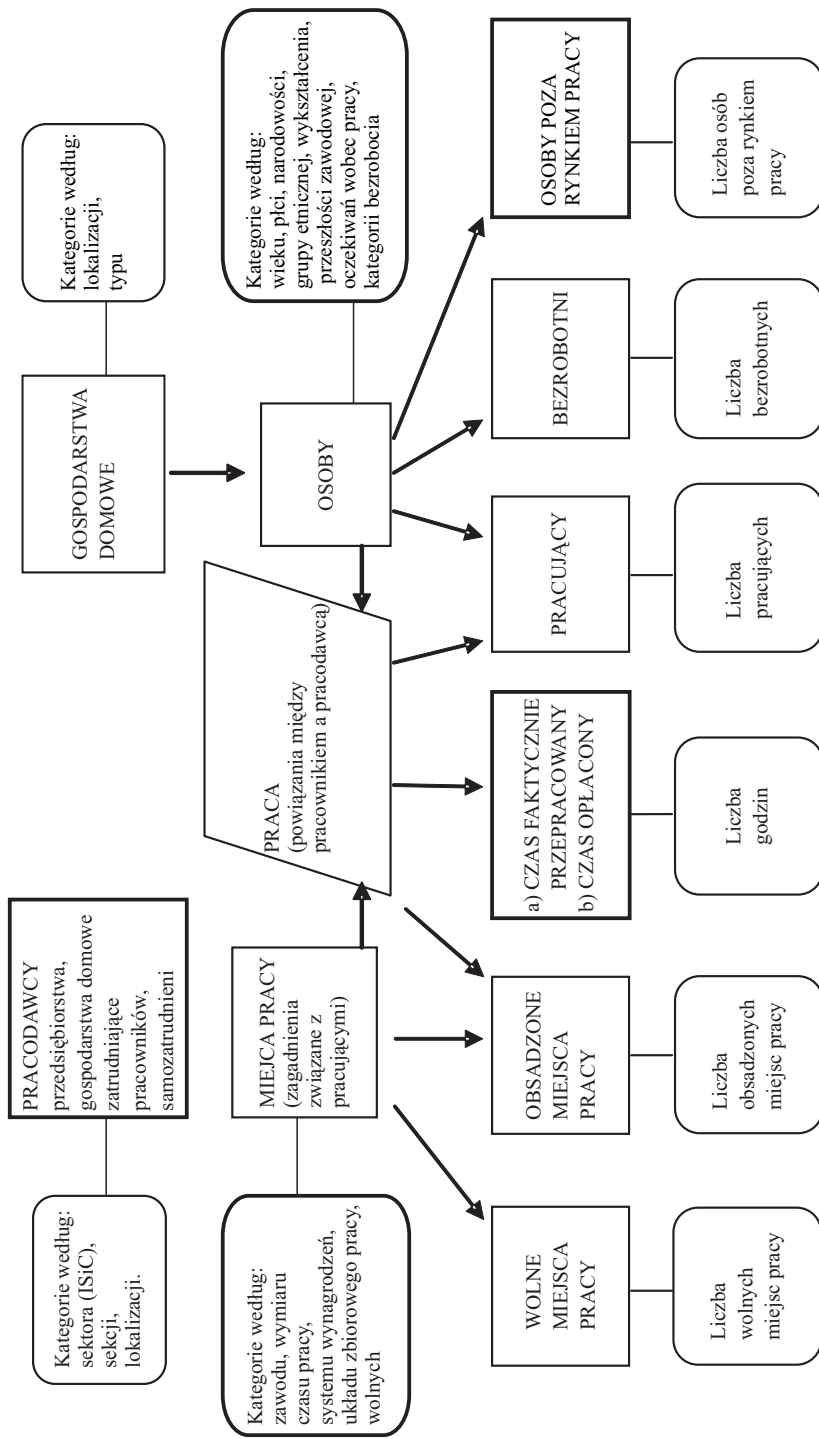 Kategorie według:
sektora (ISiC),
sekcji,
lokalizacji.
PRACODAWCY
przedsiębiorstwa,
gospodarstwa domowe
zatrudniające
pracowników,
samozatrudnieni
GOSPODARSTWA
DOMOWE
Kategorie według:
lokalizacji,
typu
Kategorie według:
zawodu, wymiaru
czasu pracy,
systemu wynagrodzeń,
układu zbiorowego pracy,
wolnych
MIEJCA PRACY
(zagadnienia
związane z
pracującymi)
PRACA
(powiązania między
pracownikiem a pracodawcą)
OSOBY
Kategorie według:
wieku, płci, narodowości,
grupy etnicznej, wykształcenia,
przeszłości zawodowej,
oczekiwań wobec pracy,
kategorii bezrobocia
WOLNE
MIEJSCA
PRACY
OBSADZONE
MIEJSCA
PRACY
a) CZAS FAKTYCZNIE
PRZEPRACOWANY
b) CZAS OPŁACONY
PRACUJĄCY
BEZROBOTNI
OSOBY POZA
RYNKIEM PRACY
Liczba
wolnych
miejsc pracy
Liczba
obsadzonych
miejsc pracy
Liczba
godzin
Liczba
pracujących
Liczba
bezrobotnych
Liczba osób
poza rynkiem
pracy